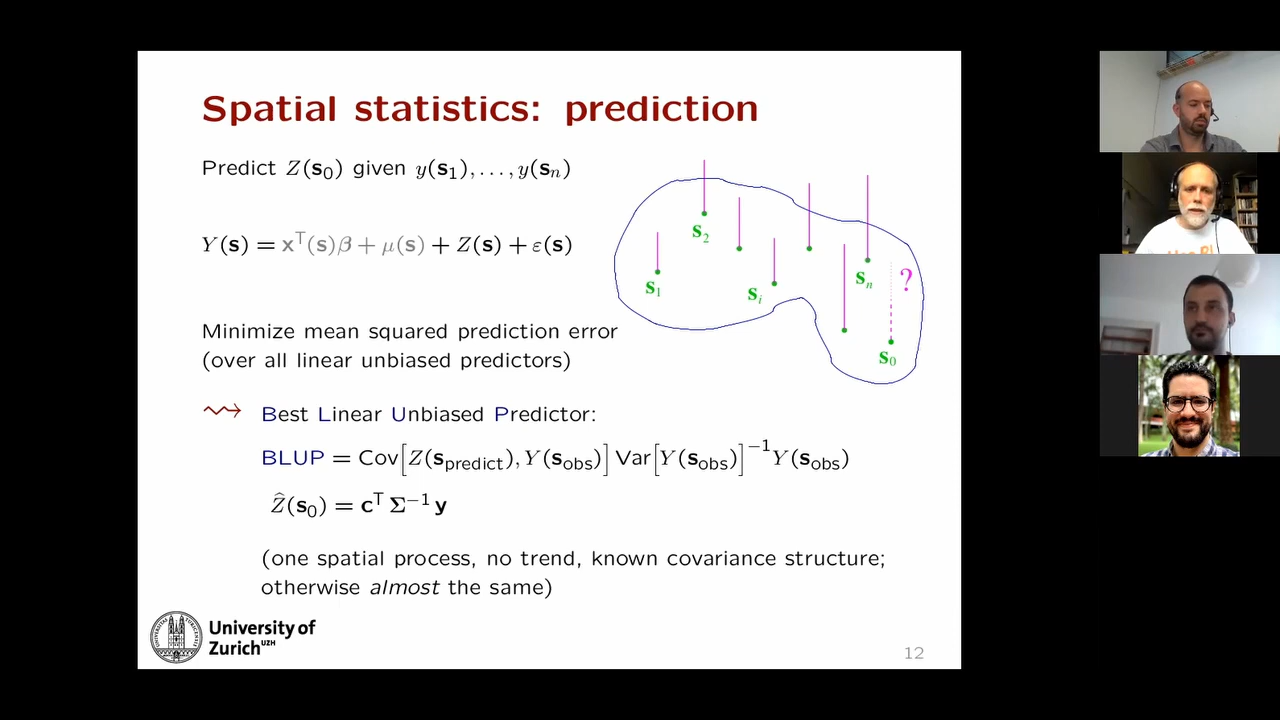 Spatial statistics: prediction
Predict Z(s₀) given y(s₁), . . . , y(sₙ)
Y(s) = xᵀ(s)β + μ(s) + Z(s) + ε(s)
s₁
s₂
sᵢ
sₙ
?
s₀
Minimize mean squared prediction error
(over all linear unbiased predictors)
⇝ Best Linear Unbiased Predictor:
BLUP = Cov[Z(s_predict), Y(s_obs)] Var[Y(s_obs)]⁻¹ Y(s_obs)
Ẑ(s₀) = cᵀ Σ⁻¹ y
(one spatial process, no trend, known covariance structure;
otherwise almost the same)
University of
Zurich UZH
12